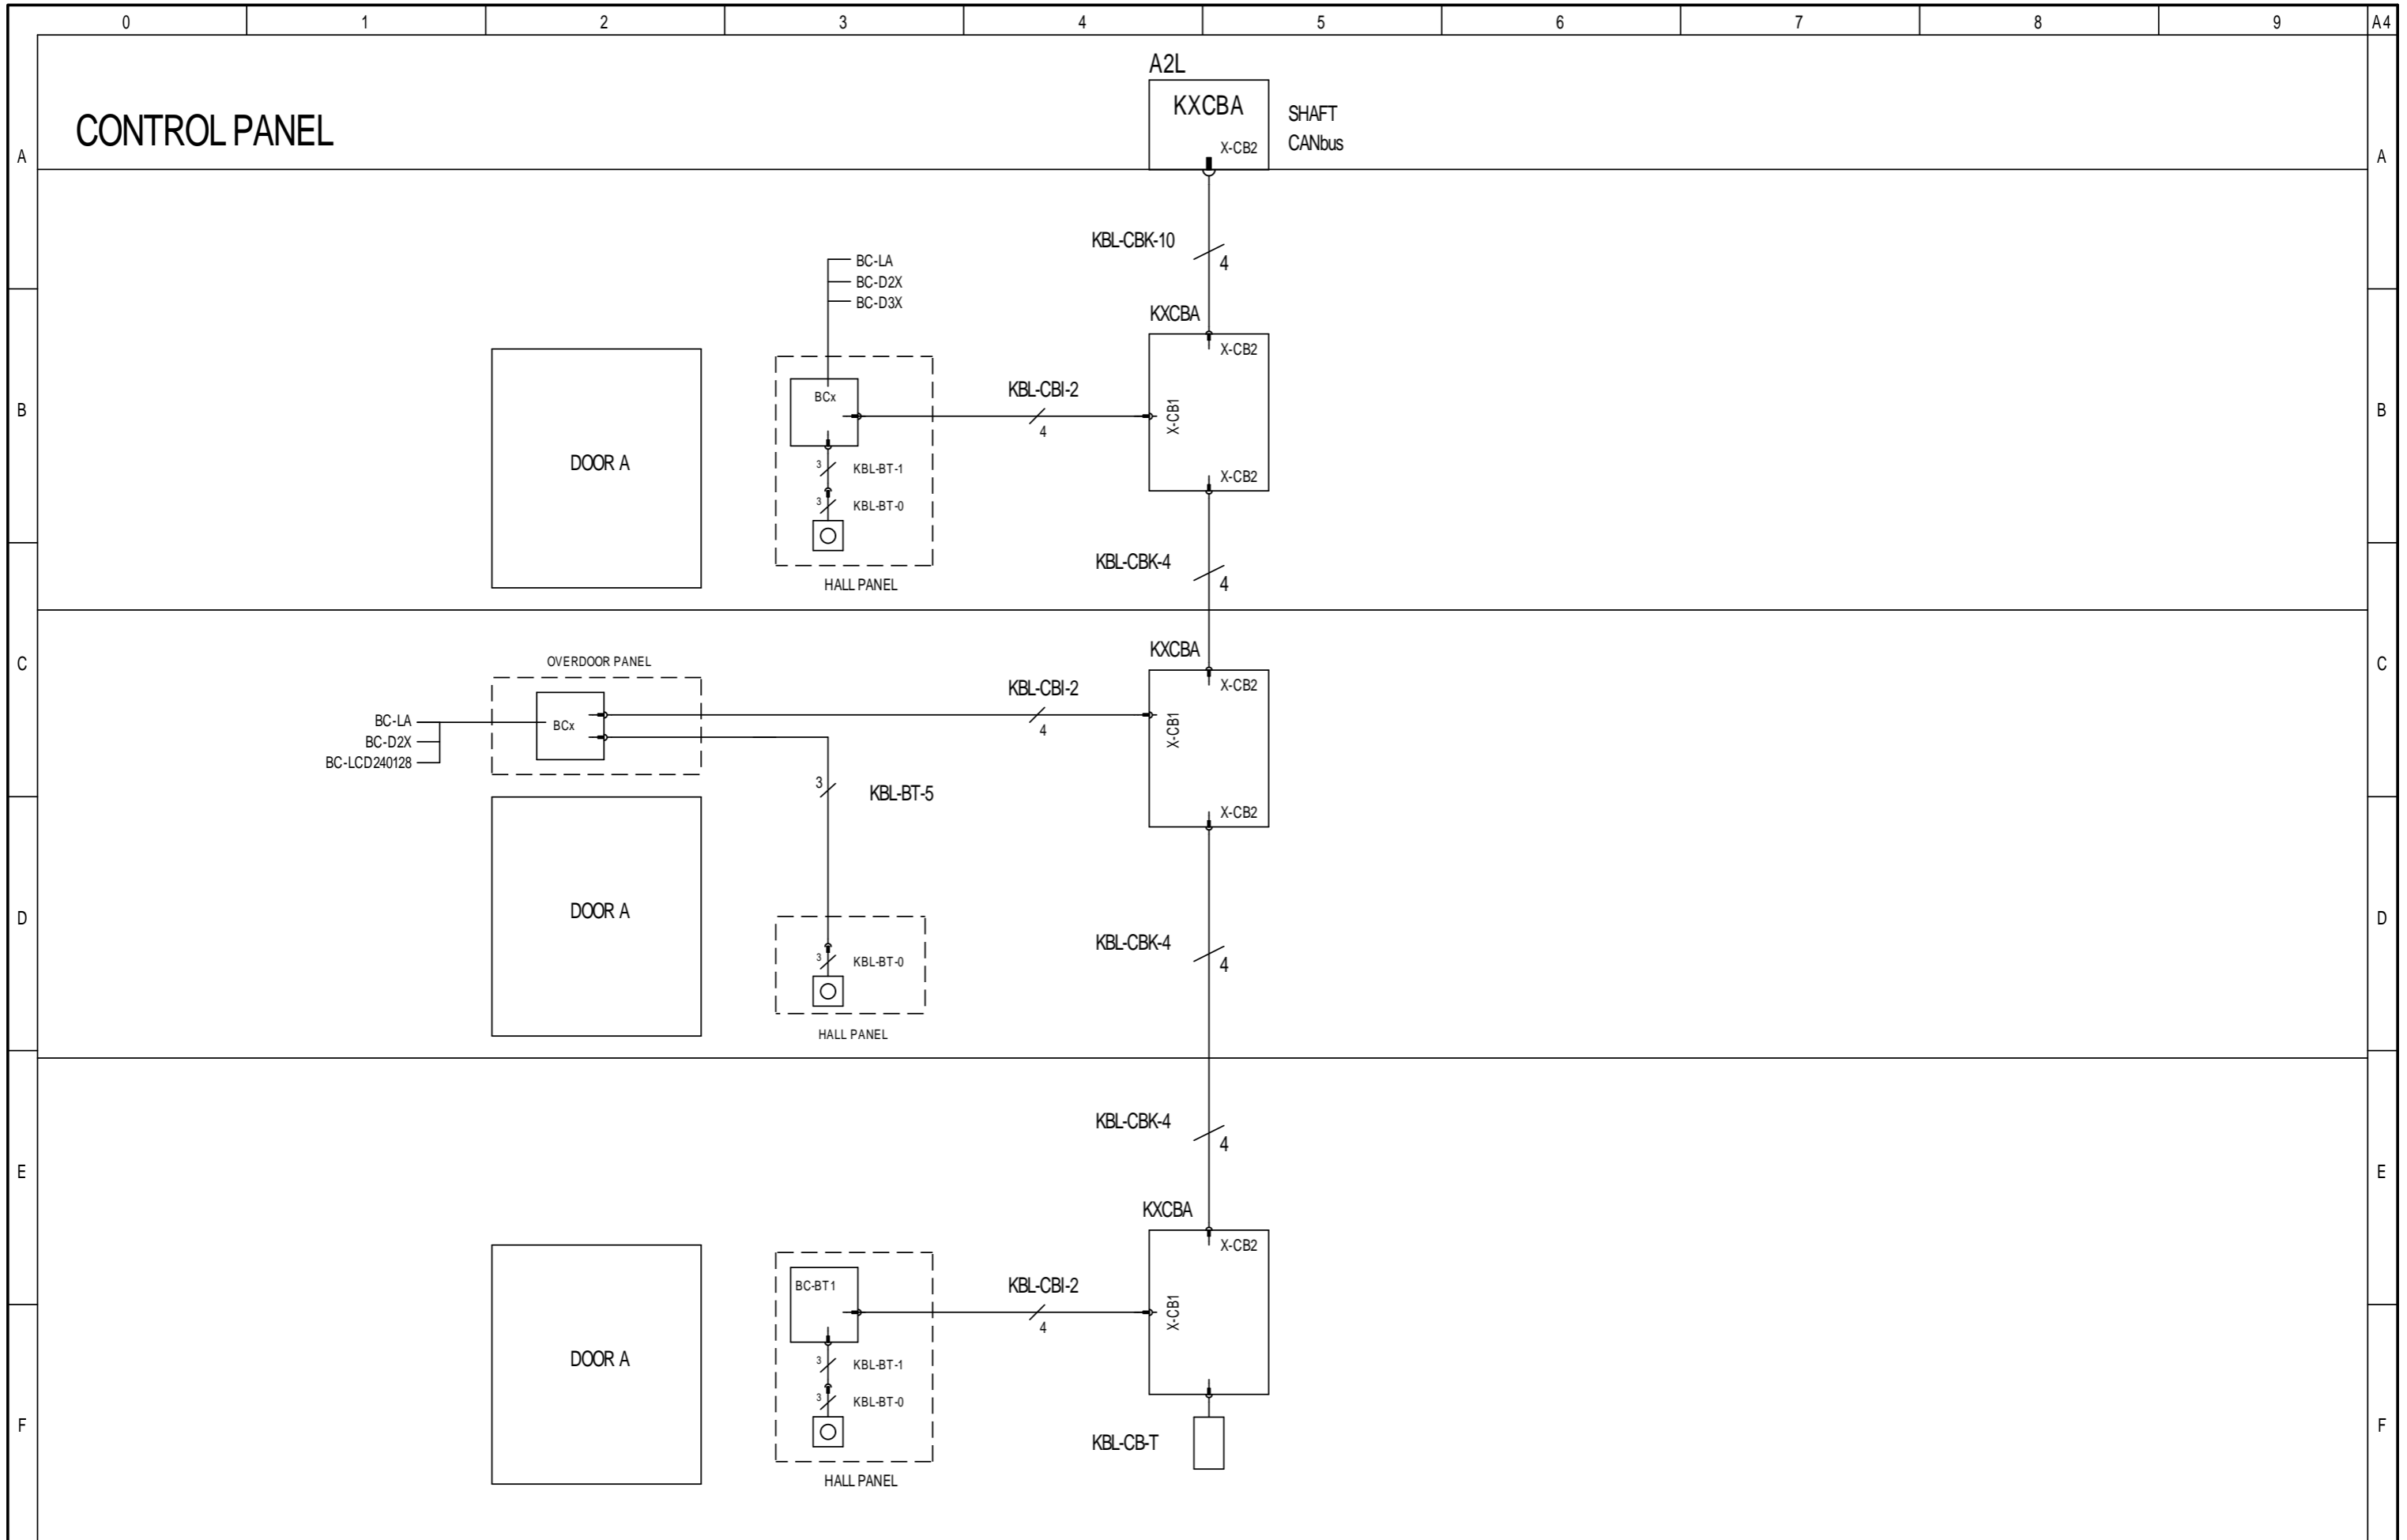 0 1 2 3 4 5 6 7 8 9 A4
A2L
KXCBA
SHAFT
CONTROL PANEL
CANbus
X-CB2
A A
KBL-CBK-10
4
BC-LA
BC-D2X
BC-D3X
KXCBA
X-CB2
KBL-CBI-2
BCx
X-CB1
B B
4
DOOR A
3 KBL-BT-1
X-CB2
3 KBL-BT-0
KBL-CBK-4
4
HALL PANEL
KXCBA
C C
OVERDOOR PANEL
X-CB2
KBL-CBI-2
BC-LA
BCx
X-CB1
4
BC-D2X
BC-LCD240128
3
KBL-BT-5
X-CB2
DOOR A
D D
KBL-CBK-4
3 KBL-BT-0
4
HALL PANEL
KBL-CBK-4
4
E E
KXCBA
X-CB2
BC-BT1
KBL-CBI-2
X-CB1
4
DOOR A
3 KBL-BT-1
3 KBL-BT-0
F F
KBL-CB-T
HALL PANEL